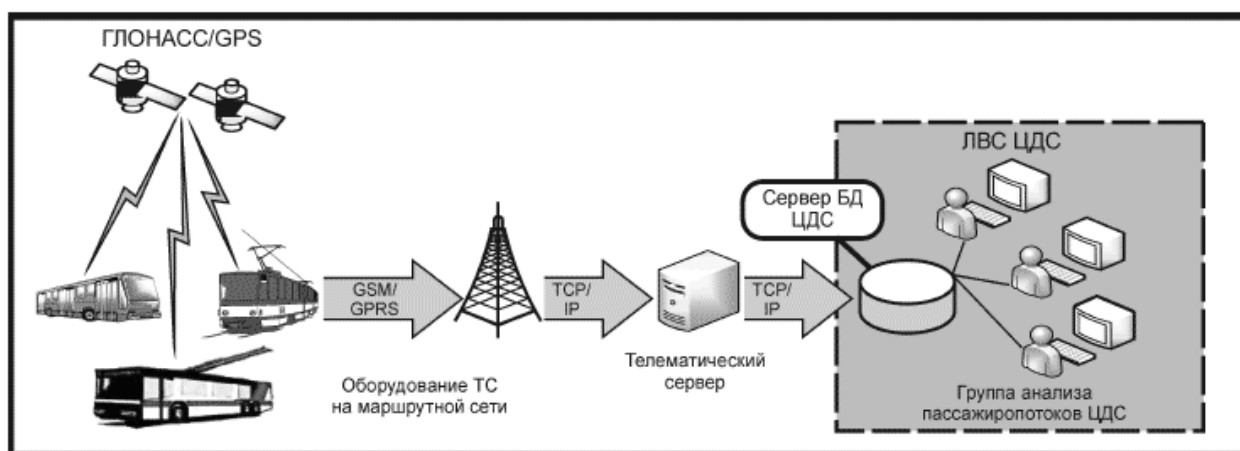 ГЛОНАСС/GPS
ЛВС ЦДС
Сервер БД
ЦДС
GSM/
GPRS
TCP/
IP
TCP/
IP
Телематический
сервер
Оборудование ТС
на маршрутной сети
Группа анализа
пассажиропотоков ЦДС